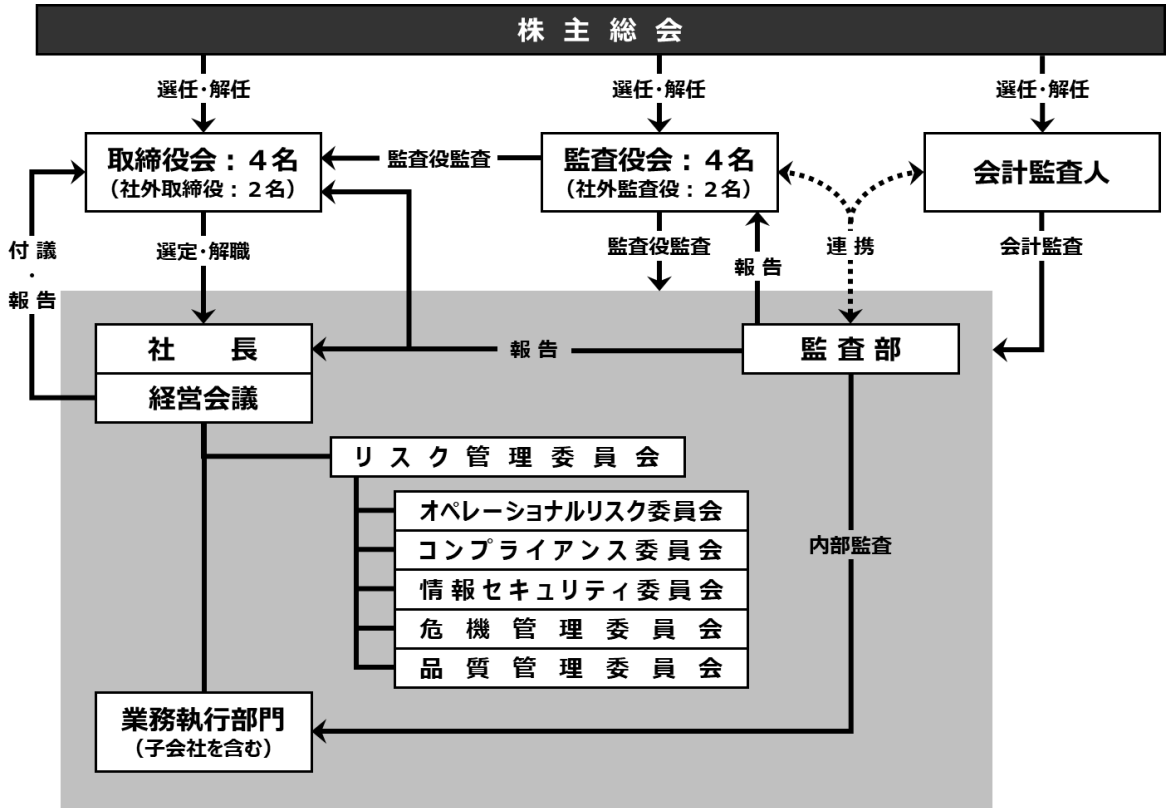 株主総会
選任・解任
選任・解任
選任・解任
取締役会：４名
（社外取締役：２名）
監査役監査
監査役会：４名
（社外監査役：２名）
会計監査人
付議
・
報告
選定・解職
監査役監査
報告
連携
会計監査
社長
経営会議
報告
監査部
リスク管理委員会
オペレーショナルリスク委員会
コンプライアンス委員会
情報セキュリティ委員会
危機管理委員会
品質管理委員会
内部監査
業務執行部門
（子会社を含む）